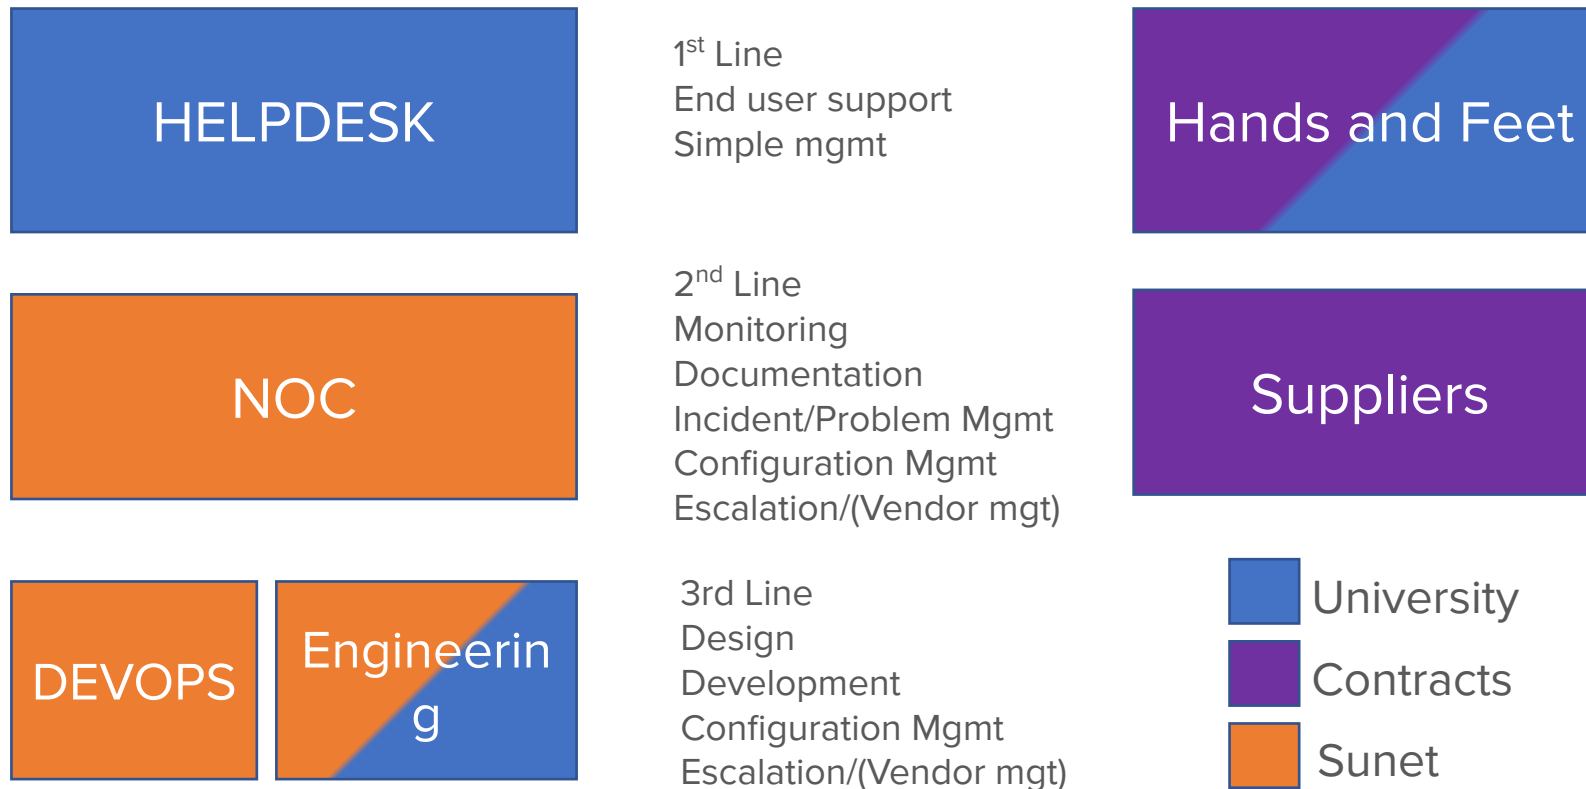 HELPDESK
1st Line
End user support
Simple mgmt
Hands and Feet
NOC
2nd Line
Monitoring
Documentation
Incident/Problem Mgmt
Configuration Mgmt
Escalation/(Vendor mgt)
Suppliers
DEVOPS
Engineerin
g
3rd Line
Design
Development
Configuration Mgmt
Escalation/(Vendor mgt)
University
Contracts
Sunet